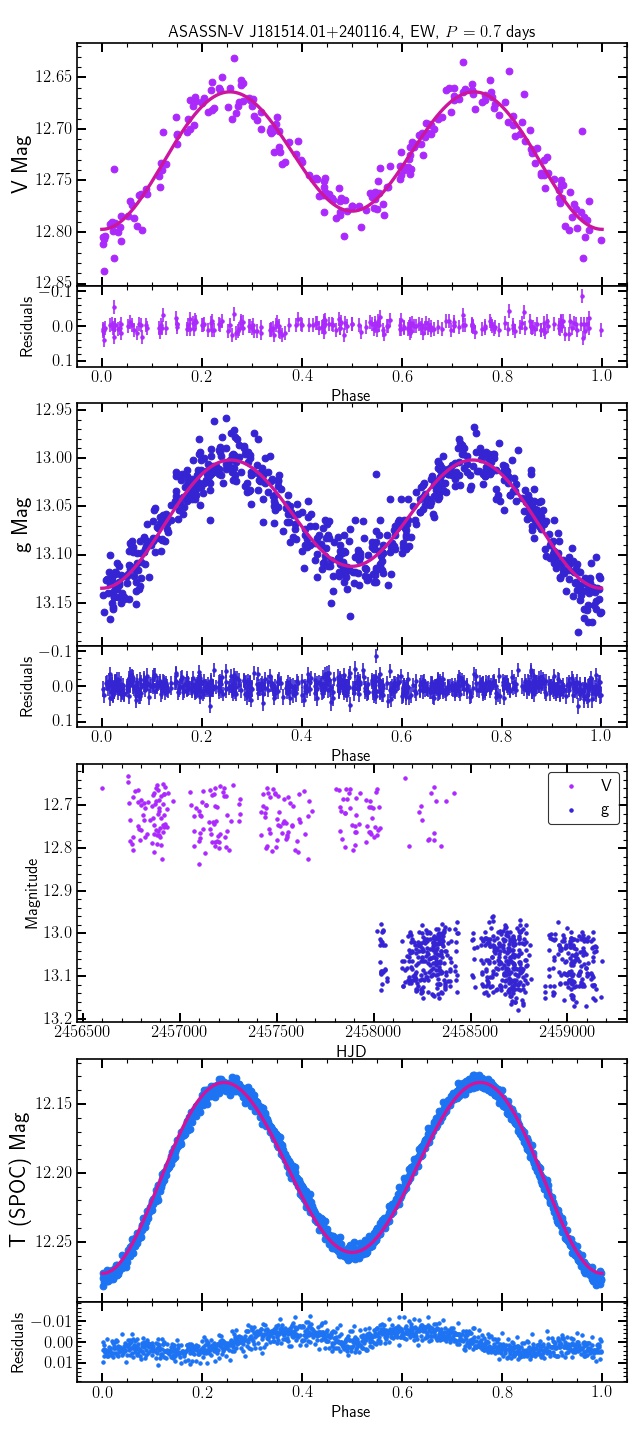 ASASSN-V J181514.01+240116.4, EW, P = 0.7 days
V Mag
12.65
12.70
12.75
12.80
12.85
Residuals
−0.1
0.0
0.1
0.0 0.2 0.4 0.6 0.8 1.0
Phase
g Mag
12.95
13.00
13.05
13.10
13.15
Residuals
−0.1
0.0
0.1
0.0 0.2 0.4 0.6 0.8 1.0
Phase
Magnitude
12.7
12.8
12.9
13.0
13.1
13.2
V
g
2456500 2457000 2457500 2458000 2458500 2459000
HJD
T (SPOC) Mag
12.15
12.20
12.25
Residuals
−0.01
0.00
0.01
0.0 0.2 0.4 0.6 0.8 1.0
Phase